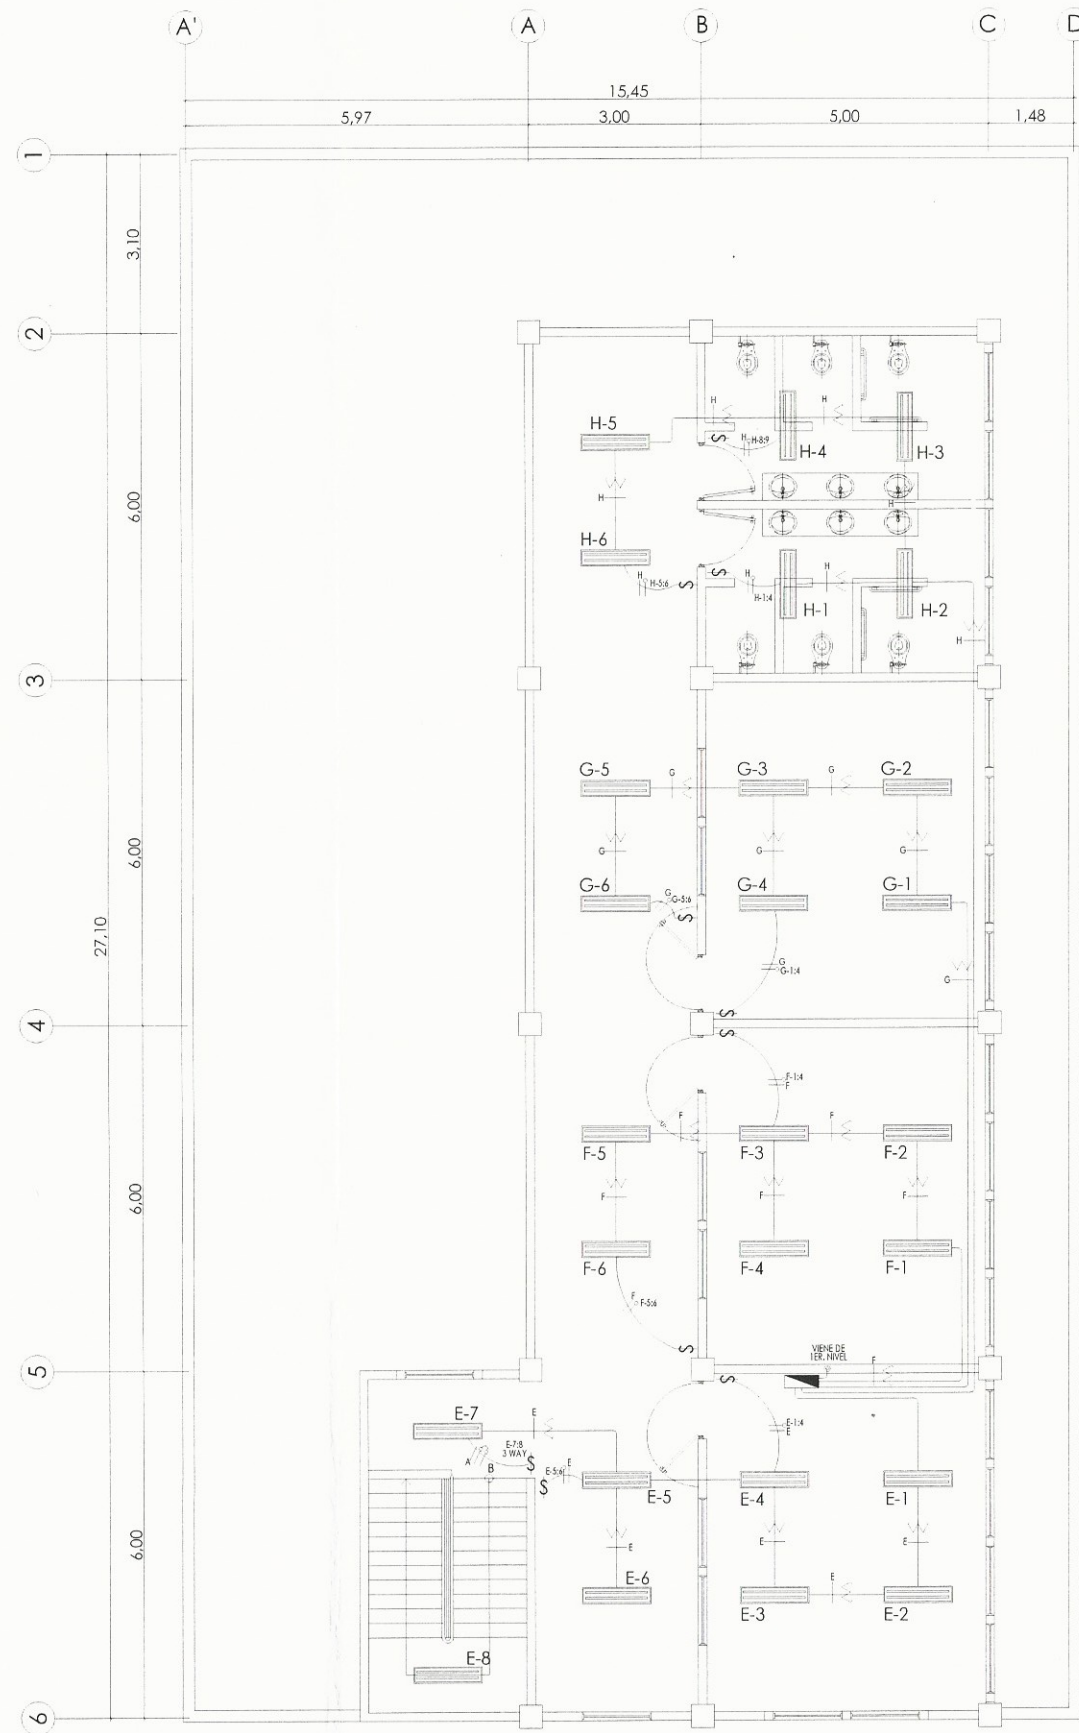 A' A B C D
15,45
5,97 3,00 5,00 1,48
1
3,10
2
H H
H-5
H H-8:9
H-4 H-3
6,00
H
H
H-6
H H-5:6
H H-1:4
H
H-1 H-2
H
3
G-5 G G-3 G G-2
6,00
G G G
G-6 G G-5:6 G-4 G-1
27,10
G
G-1:4
G
4
F-1:4
F
F F
F-5 F-3 F-2
6,00
F F F
F-6 F-4 F-1
F
F-5:6
VIENE DE
1ER. NIVEL
F F
5
E-7 E
E-1:4
E
E-7:8
3 WAY
A B
E-5:6 E
E-5 E-4 E-1
6,00
E E E
E-6 E
E-3 E-2
E-8
6